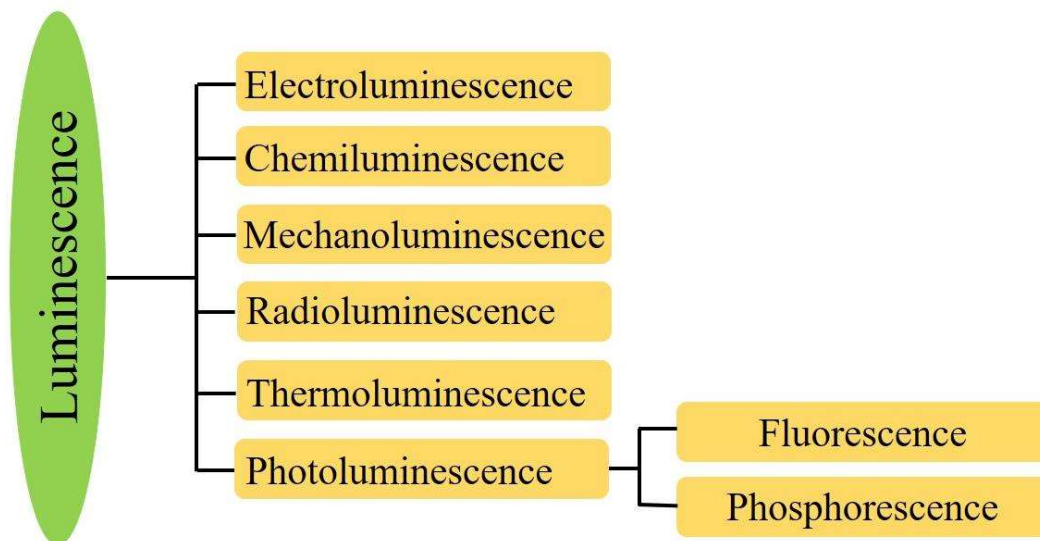 Luminescence
Electroluminescence
Chemiluminescence
Mechanoluminescence
Radioluminescence
Thermoluminescence
Photoluminescence
Fluorescence
Phosphorescence